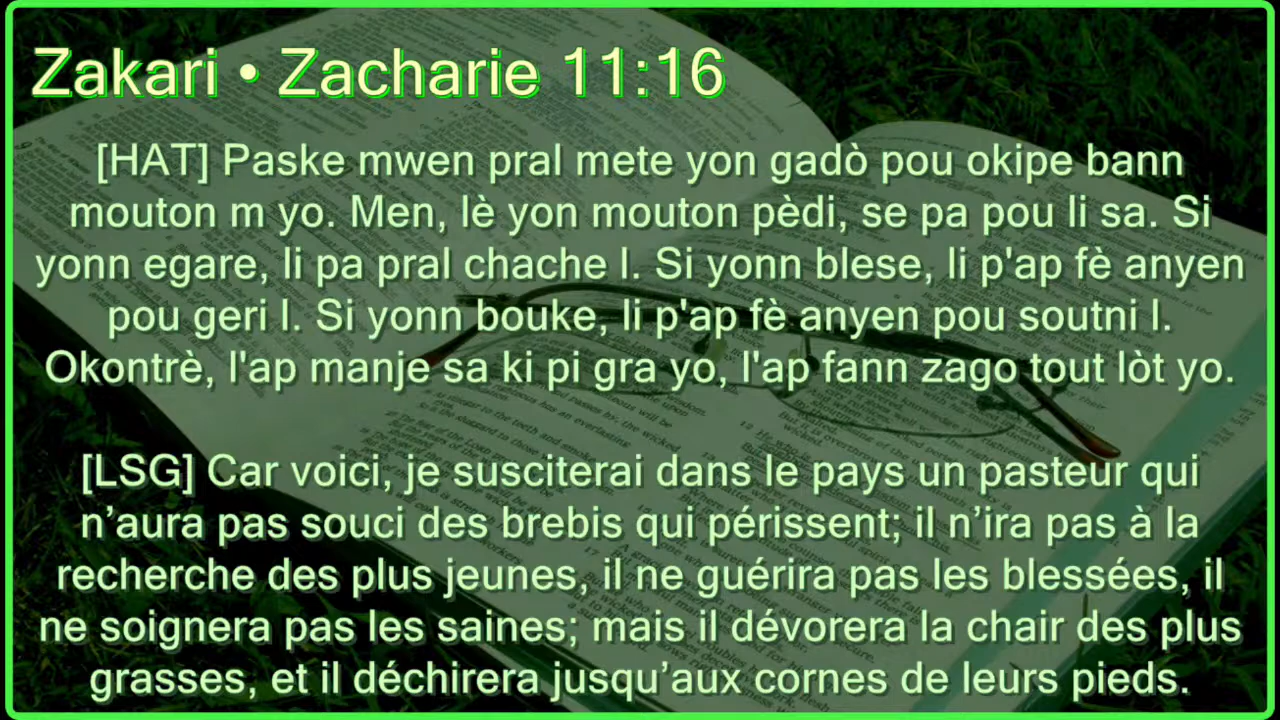 Zakari • Zacharie 11:16
[HAT] Paske mwen pral mete yon gadò pou okipe bann
mouton m yo. Men, lè yon mouton pèdi, se pa pou li sa. Si
yonn egare, li pa pral chache l. Si yonn blese, li p'ap fè anyen
pou geri l. Si yonn bouke, li p'ap fè anyen pou soutni l.
Okontrè, l'ap manje sa ki pi gra yo, l'ap fann zago tout lòt yo.
[LSG] Car voici, je susciterai dans le pays un pasteur qui
n’aura pas souci des brebis qui périssent; il n’ira pas à la
recherche des plus jeunes, il ne guérira pas les blessées, il
ne soignera pas les saines; mais il dévorera la chair des plus
grasses, et il déchirera jusqu’aux cornes de leurs pieds.